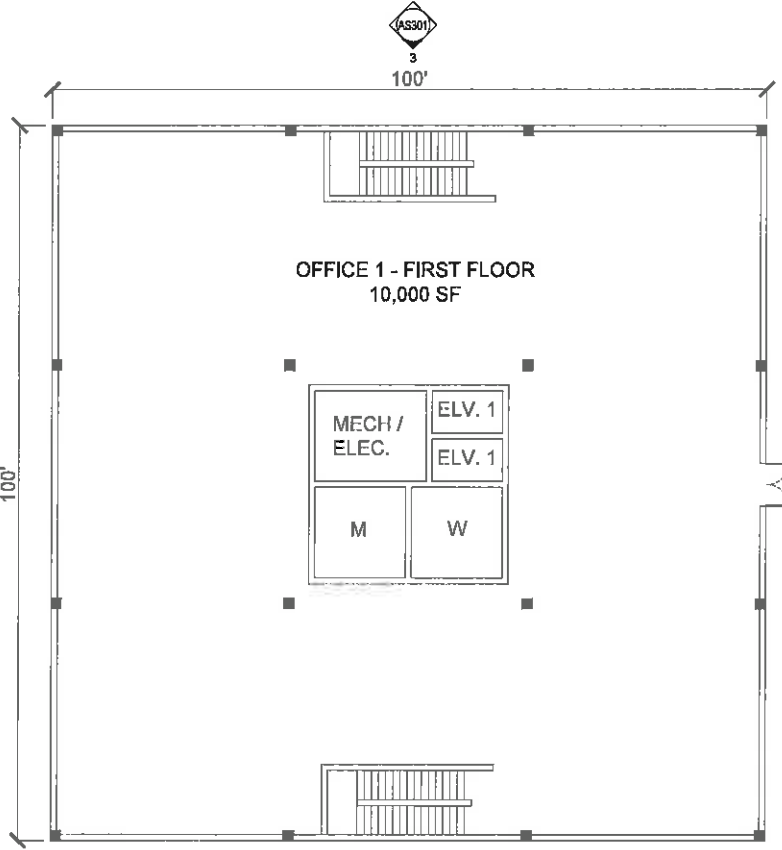 AS301
3
100'
OFFICE 1 - FIRST FLOOR
10,000 SF
MECH /
ELEC.
ELV. 1
ELV. 1
100'
M
W